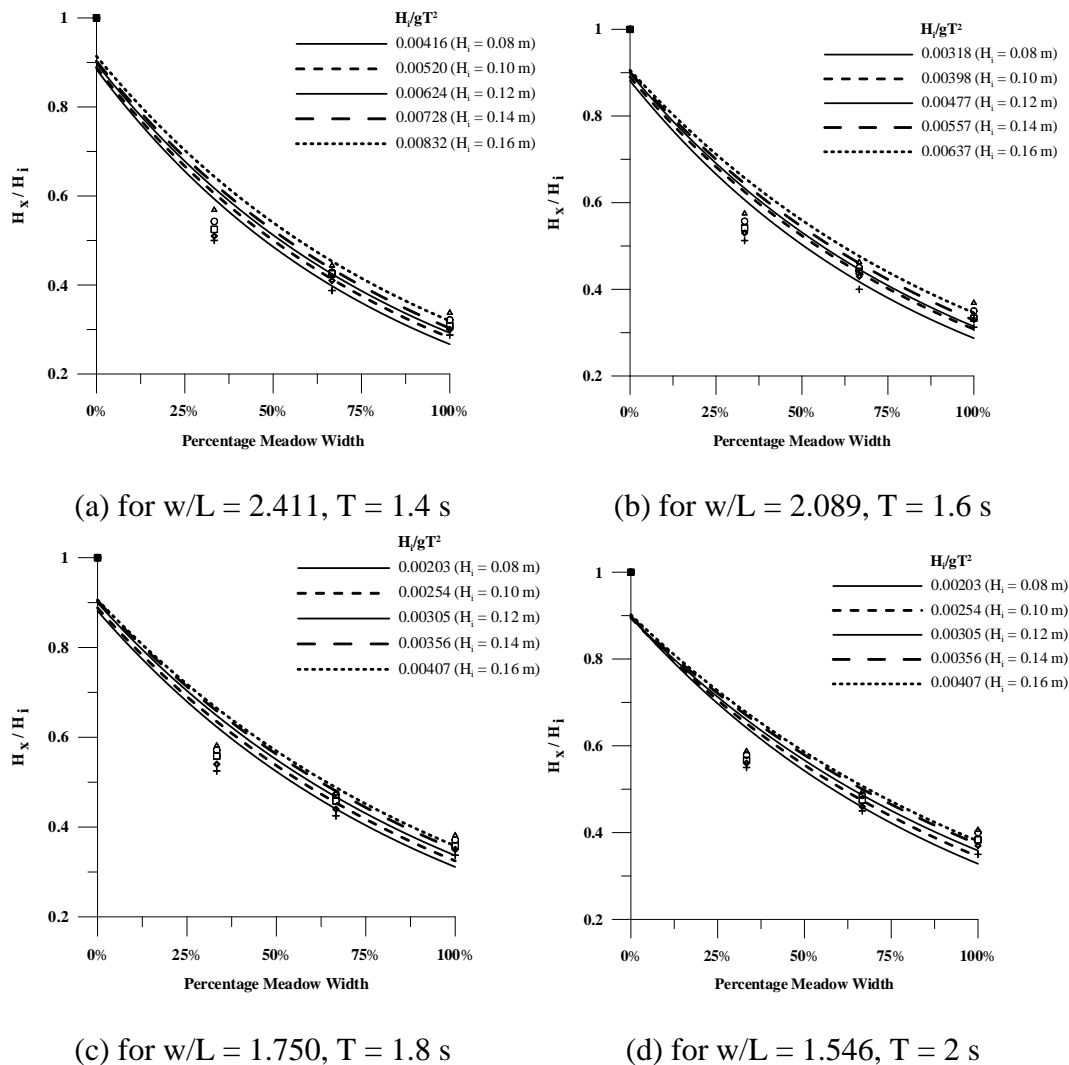 H_i/gT²
0.00416 (H_i = 0.08 m)
0.00520 (H_i = 0.10 m)
0.00624 (H_i = 0.12 m)
0.00728 (H_i = 0.14 m)
0.00832 (H_i = 0.16 m)
1
0.8
0.6
0.4
0.2
H_x / H_i
0% 25% 50% 75% 100%
Percentage Meadow Width
(a) for w/L = 2.411, T = 1.4 s
H_i/gT²
0.00318 (H_i = 0.08 m)
0.00398 (H_i = 0.10 m)
0.00477 (H_i = 0.12 m)
0.00557 (H_i = 0.14 m)
0.00637 (H_i = 0.16 m)
1
0.8
0.6
0.4
0.2
H_x / H_i
0% 25% 50% 75% 100%
Percentage Meadow Width
(b) for w/L = 2.089, T = 1.6 s
H_i/gT²
0.00203 (H_i = 0.08 m)
0.00254 (H_i = 0.10 m)
0.00305 (H_i = 0.12 m)
0.00356 (H_i = 0.14 m)
0.00407 (H_i = 0.16 m)
1
0.8
0.6
0.4
0.2
H_x / H_i
0% 25% 50% 75% 100%
Percentage Meadow Width
(c) for w/L = 1.750, T = 1.8 s
H_i/gT²
0.00203 (H_i = 0.08 m)
0.00254 (H_i = 0.10 m)
0.00305 (H_i = 0.12 m)
0.00356 (H_i = 0.14 m)
0.00407 (H_i = 0.16 m)
1
0.8
0.6
0.4
0.2
H_x / H_i
0% 25% 50% 75% 100%
Percentage Meadow Width
(d) for w/L = 1.546, T = 2 s